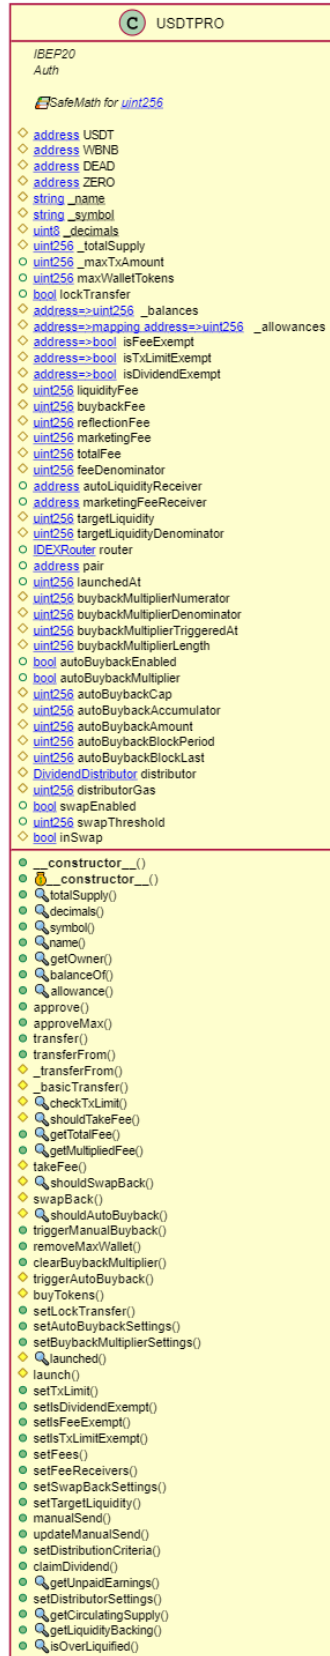 C USDTPRO
IBEP20
Auth
SafeMath for uint256
address USDT
address WBNB
address DEAD
address ZERO
string _name
string _symbol
uint8 _decimals
uint256 _totalSupply
uint256 _maxTxAmount
uint256 maxWalletTokens
bool lockTransfer
address=>uint256 _balances
address=>mapping address=>uint256 _allowances
address=>bool isFeeExempt
address=>bool isTxLimitExempt
address=>bool isDividendExempt
uint256 liquidityFee
uint256 buybackFee
uint256 reflectionFee
uint256 marketingFee
uint256 totalFee
uint256 feeDenominator
address autoLiquidityReceiver
address marketingFeeReceiver
uint256 targetLiquidity
uint256 targetLiquidityDenominator
IDEXRouter router
address pair
uint256 launchedAt
uint256 buybackMultiplierNumerator
uint256 buybackMultiplierDenominator
uint256 buybackMultiplierTriggeredAt
uint256 buybackMultiplierLength
bool autoBuybackEnabled
bool autoBuybackMultiplier
uint256 autoBuybackCap
uint256 autoBuybackAccumulator
uint256 autoBuybackAmount
uint256 autoBuybackBlockPeriod
uint256 autoBuybackBlockLast
DividendDistributor distributor
uint256 distributorGas
bool swapEnabled
uint256 swapThreshold
bool inSwap
__constructor__()
__constructor__()
totalSupply()
decimals()
symbol()
name()
getOwner()
balanceOf()
allowance()
approve()
approveMax()
transfer()
transferFrom()
_transferFrom()
_basicTransfer()
checkTxLimit()
shouldTakeFee()
getTotalFee()
getMultipliedFee()
takeFee()
shouldSwapBack()
swapBack()
shouldAutoBuyback()
triggerManualBuyback()
removeMaxWallet()
clearBuybackMultiplier()
triggerAutoBuyback()
buyTokens()
setLockTransfer()
setAutoBuybackSettings()
setBuybackMultiplierSettings()
launched()
launch()
setTxLimit()
setIsDividendExempt()
setIsFeeExempt()
setIsTxLimitExempt()
setFees()
setFeeReceivers()
setSwapBackSettings()
setTargetLiquidity()
manualSend()
updateManualSend()
setDistributionCriteria()
claimDividend()
getUnpaidEarnings()
setDistributorSettings()
getCirculatingSupply()
getLiquidityBacking()
isOverLiquified()